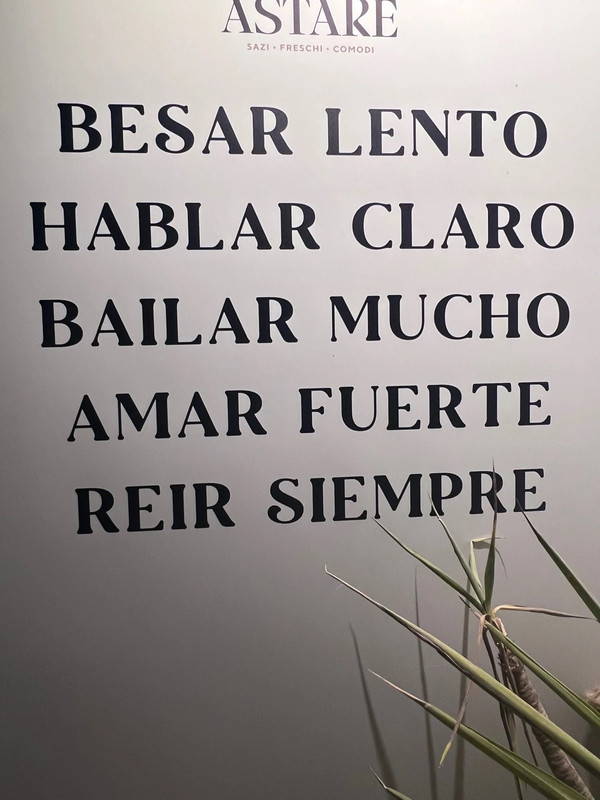 ASTARE
SAZI • FRESCHI • COMODI
BESAR LENTO
HABLAR CLARO
BAILAR MUCHO
AMAR FUERTE
REIR SIEMPRE